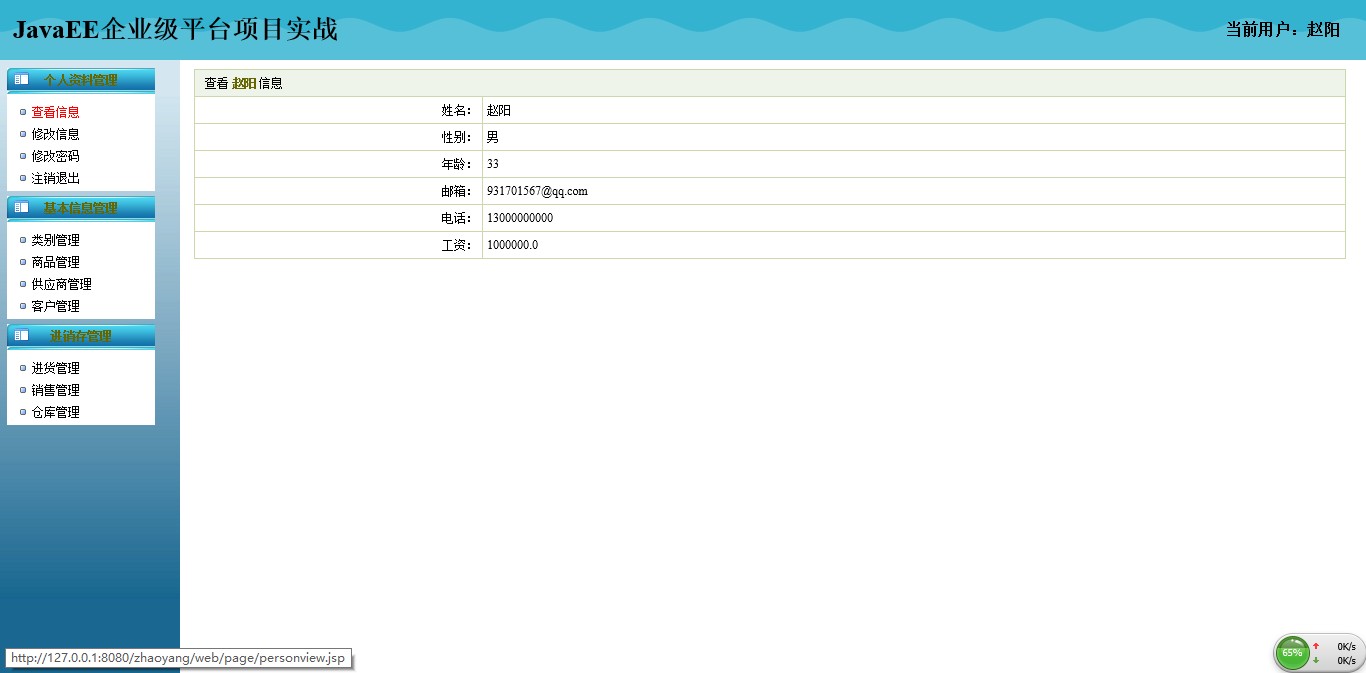 JavaEE企业级平台项目实战
当前用户：赵阳
个人资料管理
查看信息
修改信息
修改密码
注销退出
基本信息管理
类别管理
商品管理
供应商管理
客户管理
进销存管理
进货管理
销售管理
仓库管理
查看 赵阳 信息
姓名： 赵阳
性别： 男
年龄： 33
邮箱： 931701567@qq.com
电话： 13000000000
工资： 1000000.0
http://127.0.0.1:8080/zhaoyang/web/page/personview.jsp
65%
0K/s
0K/s